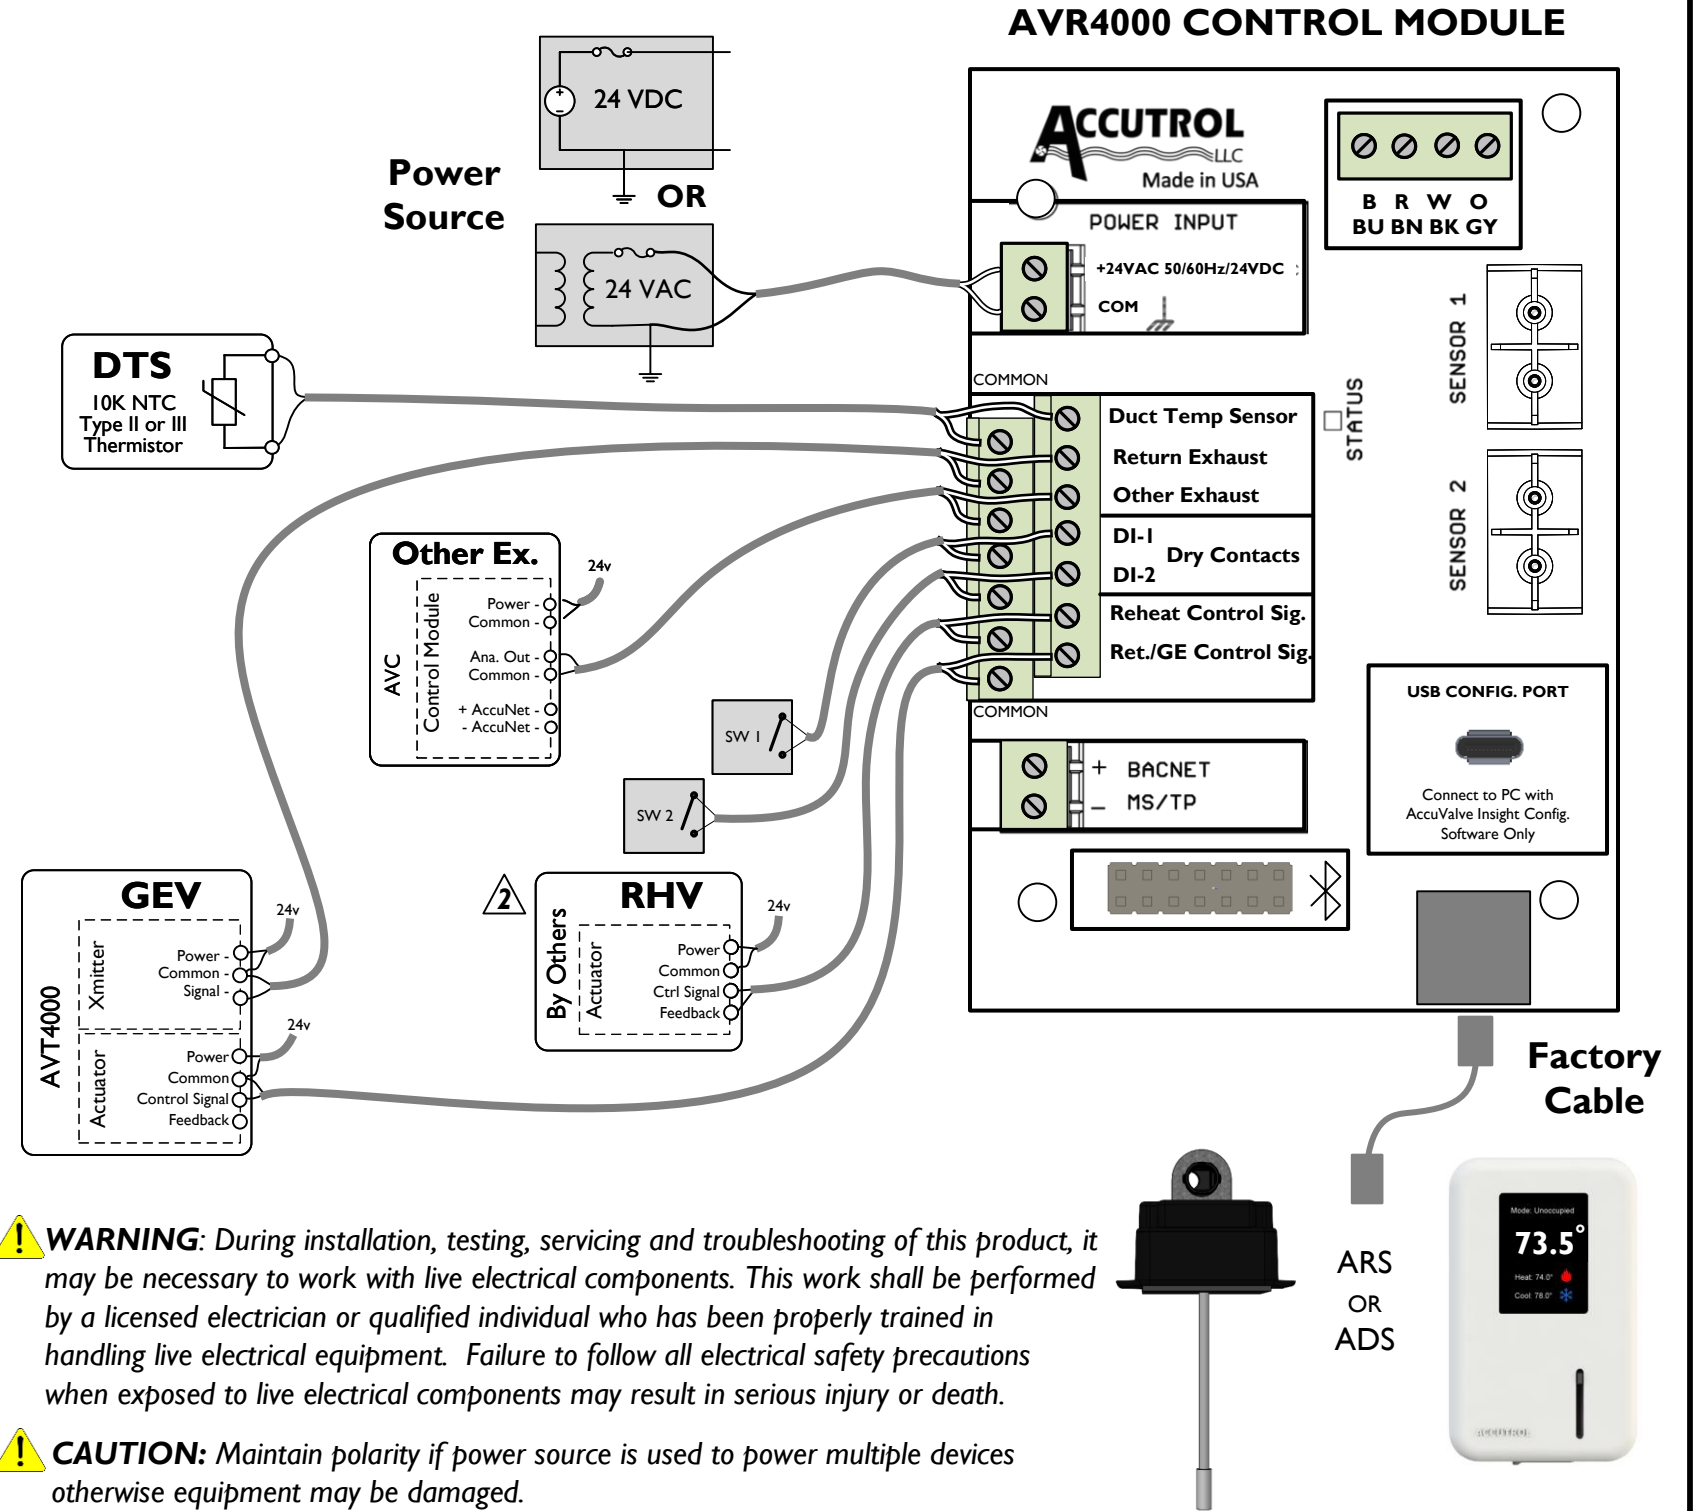 AVR4000 CONTROL MODULE
24 VDC
Power
Source
OR
24 VAC
ACCUTROL
LLC
Made in USA
POWER INPUT
+24VAC 50/60Hz/24VDC
COM
B R W O
BU BN BK GY
SENSOR 1
SENSOR 2
STATUS
DTS
10K NTC
Type II or III
Thermistor
COMMON
Duct Temp Sensor
Return Exhaust
Other Exhaust
DI-1
Dry Contacts
DI-2
Reheat Control Sig.
Ret./GE Control Sig.
COMMON
Other Ex.
24v
AVC
Control Module
Power -
Common -
Ana. Out -
Common -
+ AccuNet -
- AccuNet -
SW 1
SW 2
+ BACNET
– MS/TP
USB CONFIG. PORT
Connect to PC with
AccuValve Insight Config.
Software Only
GEV
24v
AVT4000
Xmitter
Power -
Common -
Signal -
24v
Actuator
Power
Common
Control Signal
Feedback
2
RHV
24v
By Others
Actuator
Power
Common
Ctrl Signal
Feedback
Factory
Cable
ARS
OR
ADS
Mode: Unoccupied
73.5°
Heat: 74.0°
Cool: 78.0°
ACCUTROL
! WARNING: During installation, testing, servicing and troubleshooting of this product, it
may be necessary to work with live electrical components. This work shall be performed
by a licensed electrician or qualified individual who has been properly trained in
handling live electrical equipment. Failure to follow all electrical safety precautions
when exposed to live electrical components may result in serious injury or death.
! CAUTION: Maintain polarity if power source is used to power multiple devices
otherwise equipment may be damaged.